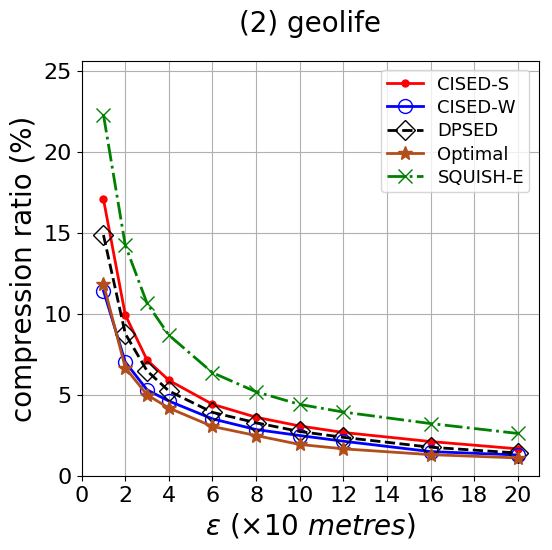 (2) geolife
compression ratio (%)
25
20
15
10
5
0
CISED-S
CISED-W
DPSED
Optimal
SQUISH-E
0 2 4 6 8 10 12 14 16 18 20
ε (×10 metres)